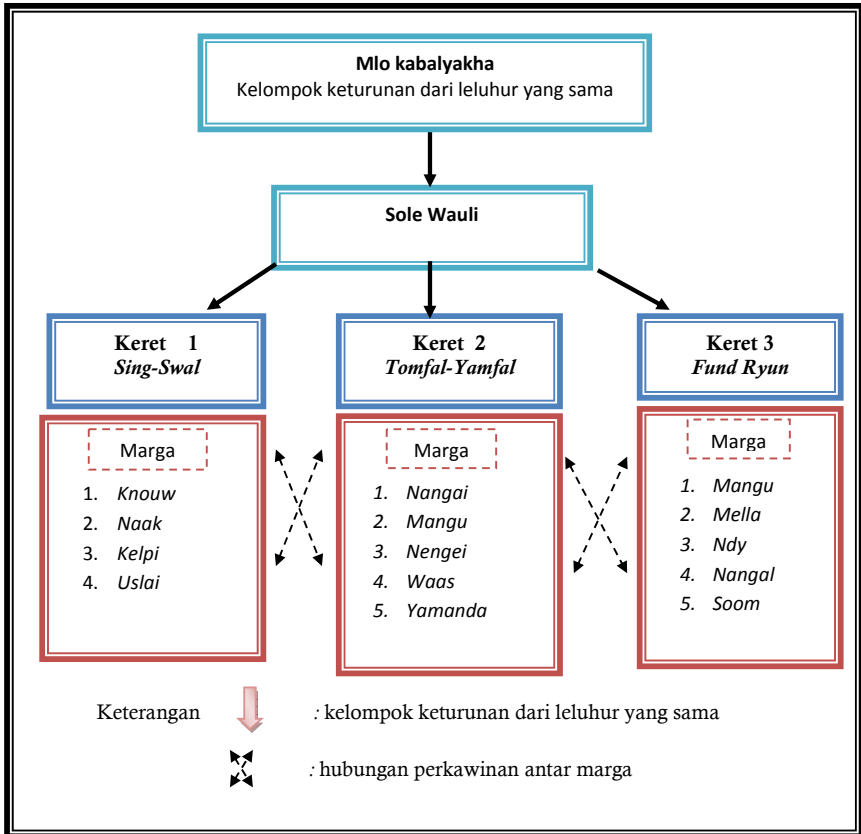 Mlo kabalyakha
Kelompok keturunan dari leluhur yang sama
Sole Wauli
Keret 1
Sing-Swal
Keret 2
Tomfal-Yamfal
Keret 3
Fund Ryun
Marga
1. Knouw
2. Naak
3. Kelpi
4. Uslai
Marga
1. Nangai
2. Mangu
3. Nengei
4. Waas
5. Yamanda
Marga
1. Mangu
2. Mella
3. Ndy
4. Nangal
5. Soom
Keterangan : kelompok keturunan dari leluhur yang sama
: hubungan perkawinan antar marga